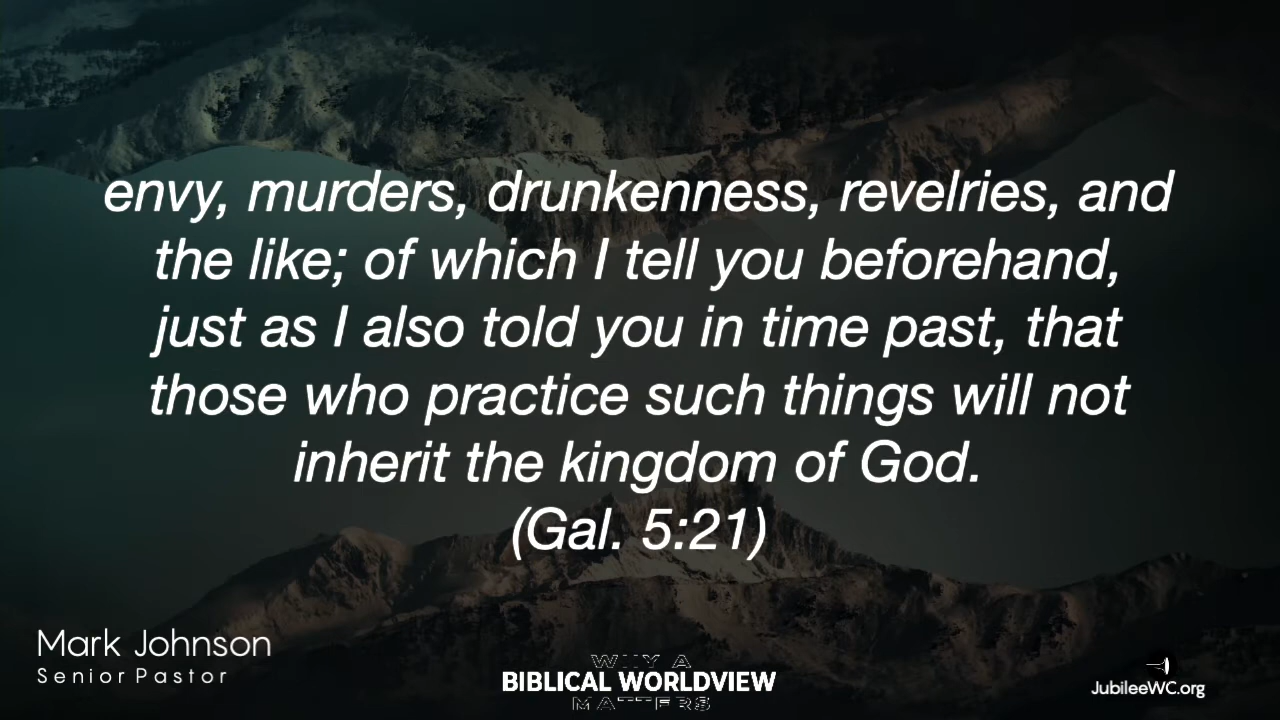 envy, murders, drunkenness, revelries, and
the like; of which I tell you beforehand,
just as I also told you in time past, that
those who practice such things will not
inherit the kingdom of God.
(Gal. 5:21)
Mark Johnson
Senior Pastor
WHY A
BIBLICAL WORLDVIEW
MATTERS
JubileeWC.org